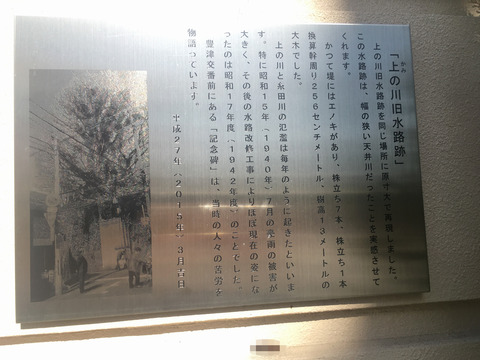 「上の川旧水路跡」
かみ
上の川旧水路跡を同じ場所に原寸大で再現しました。
この水路跡は、幅の狭い天井川だったことを実感させて
くれます。
かつて堤にはエノキがあり、株立ち7本、株立ち1本
換算幹周り256センチメートル、樹高13メートルの
大木でした。
上の川と糸田川の氾濫は毎年のように起きたといいま
す。特に昭和15年(1940年)7月の豪雨の被害が
大きく、その後の水路改修工事によりほぼ現在の姿にな
ったのは昭和17年度(1942年度)のことでした。
豊津交番前にある「記念碑」は、当時の人々の苦労を
物語っています。
平成27年(2015年)3月吉日